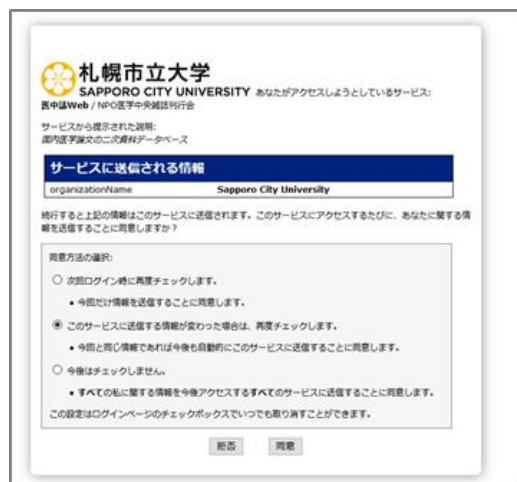 札幌市立大学
SAPPORO CITY UNIVERSITY あなたがアクセスしようとしているサービス:
医中誌Web / NPO医学中央雑誌刊行会
サービスから提示された説明:
国内医学論文の二次資料データベース
サービスに送信される情報
organizationName Sapporo City University
続行すると上記の情報はこのサービスに送信されます。このサービスにアクセスするたびに、あなたに関する情
報を送信することに同意しますか？
同意方法の選択:
次回ログイン時に再度チェックします。
• 今回だけ情報を送信することに同意します。
このサービスに送信する情報が変わった場合は、再度チェックします。
• 今回と同じ情報であれば今後も自動的にこのサービスに送信することに同意します。
今後はチェックしません。
• すべての私に関する情報を今後アクセスするすべてのサービスに送信することに同意します。
この設定はログインページのチェックボックスでいつでも取り消すことができます。
拒否 同意